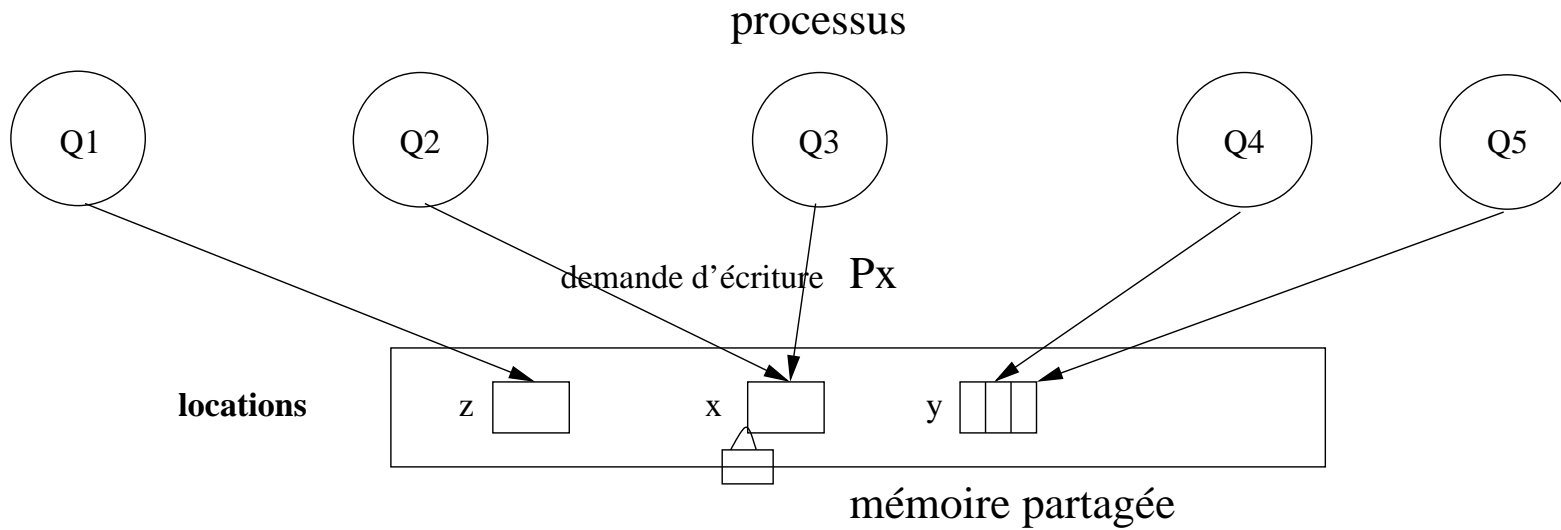 processus
Q1 Q2 Q3 Q4 Q5
demande d'écriture Px
locations z x y
mémoire partagée